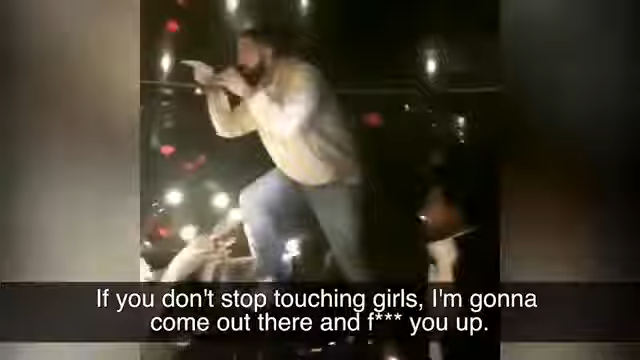 If you don't stop touching girls, I'm gonna
come out there and f*** you up.